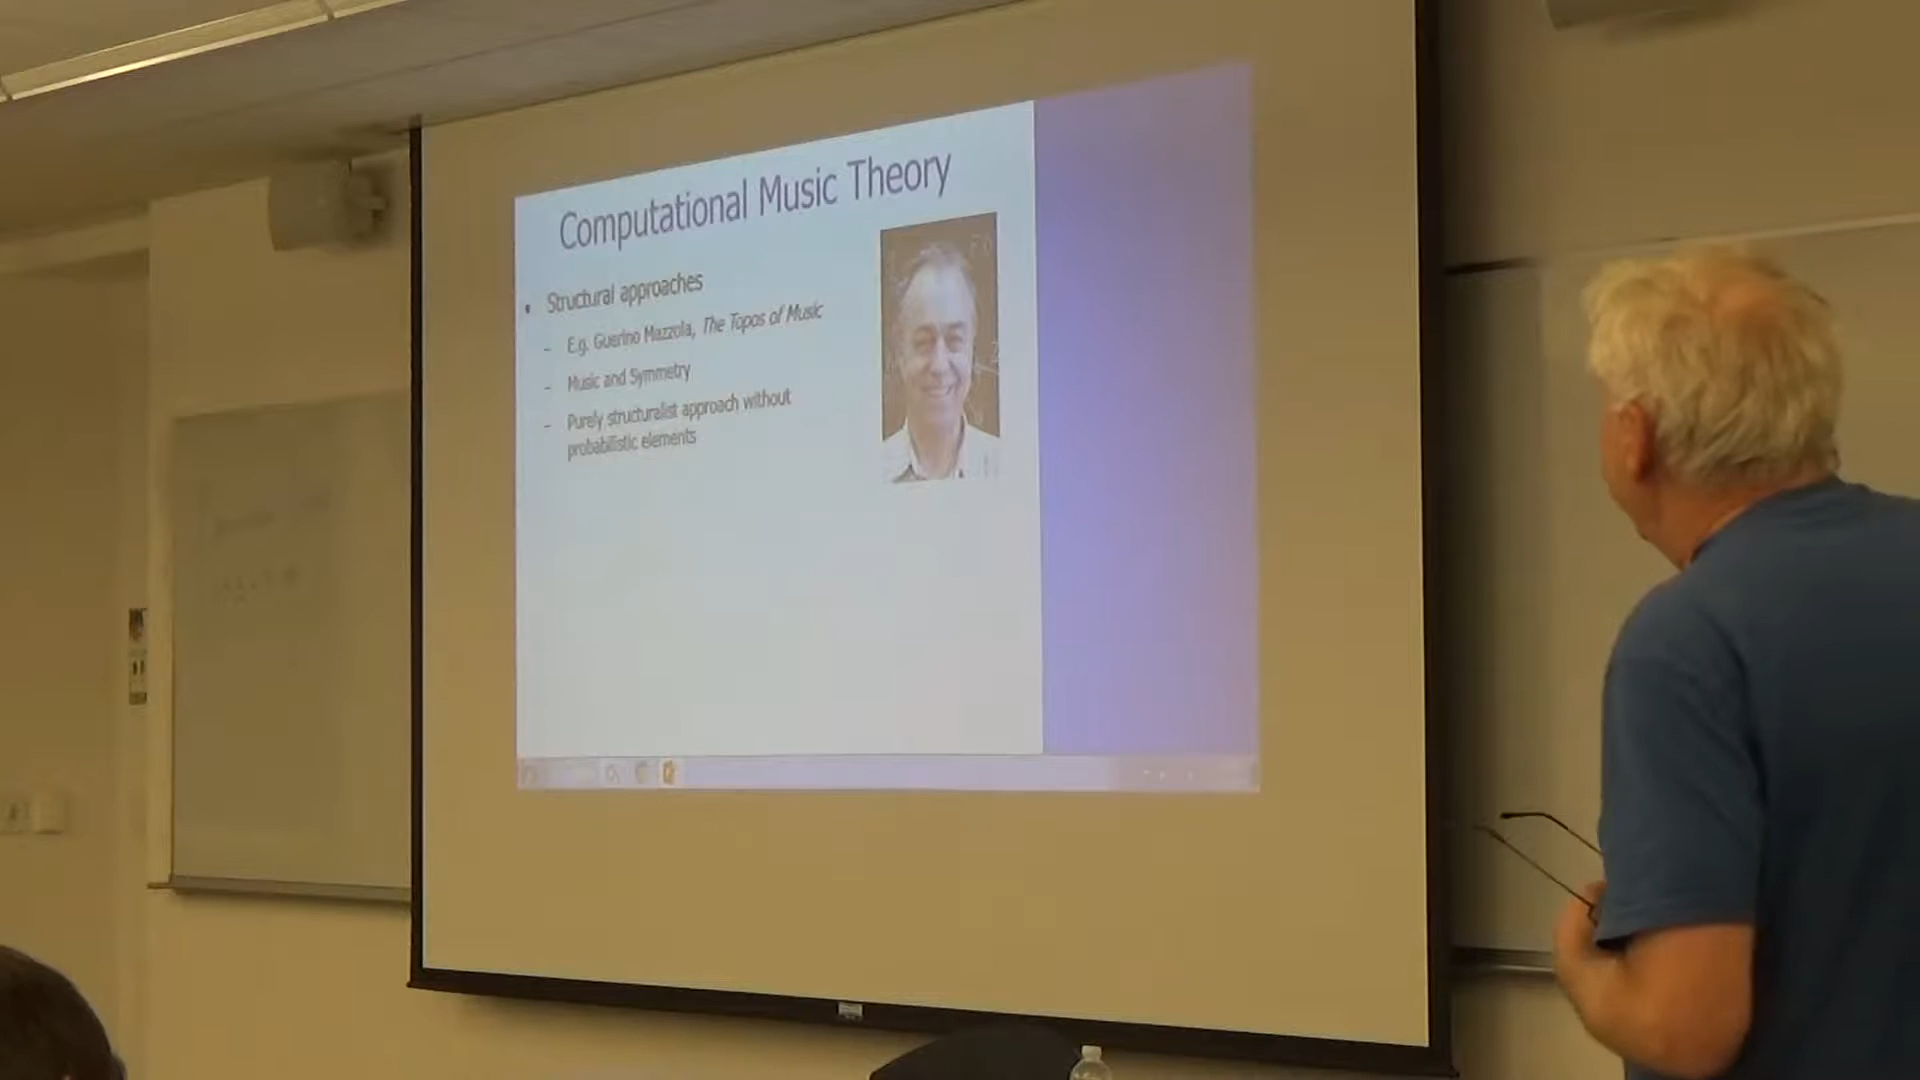 Computational Music Theory
• Structural approaches
– E.g. Guerino Mazzola, The Topos of Music
– Music and Symmetry
– Purely structuralist approach without
probabilistic elements